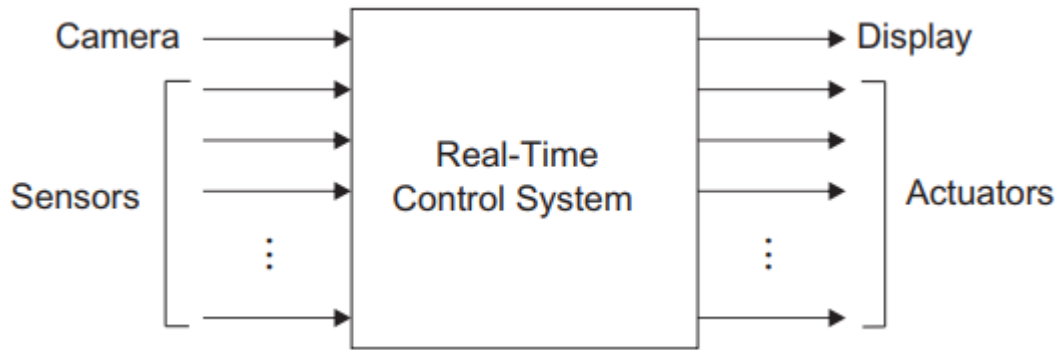 Camera
Display
Real-Time
Control System
Sensors
Actuators